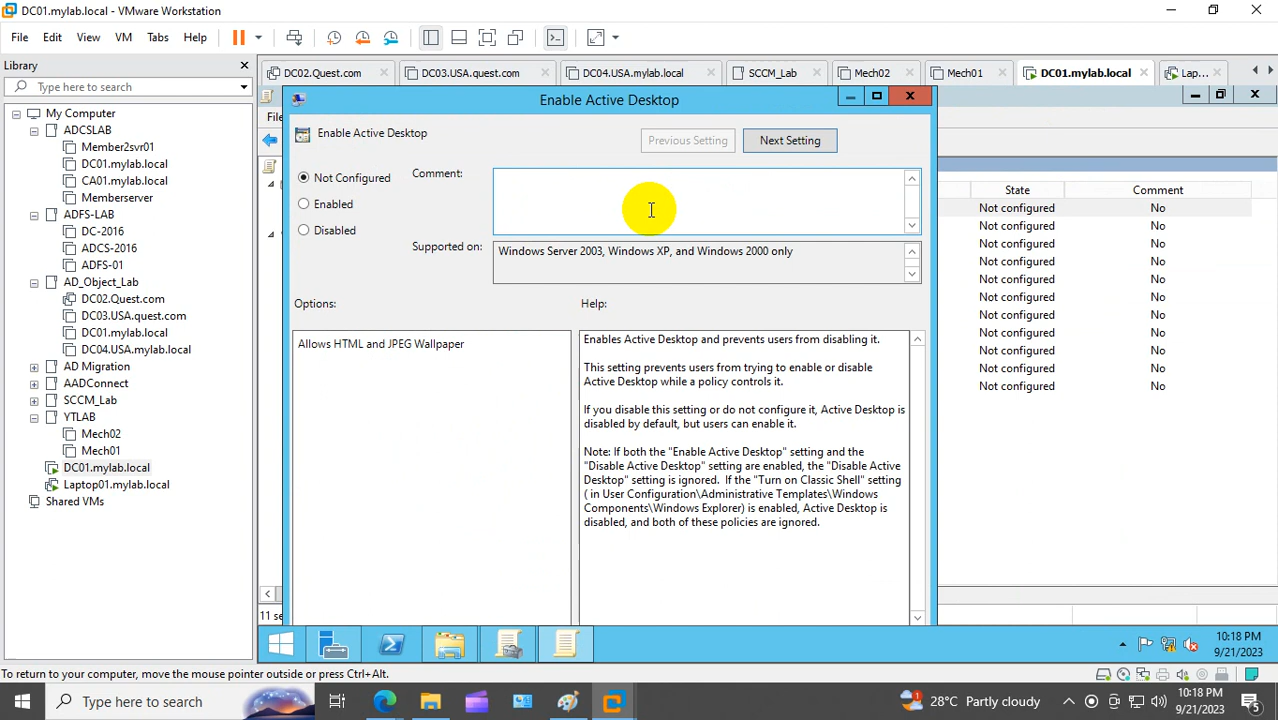 DC01.mylab.local - VMware Workstation
File Edit View VM Tabs Help
Library
Type here to search
My Computer
ADCSLAB
Member2svr01
DC01.mylab.local
CA01.mylab.local
Memberserver
ADFS-LAB
DC-2016
ADCS-2016
ADFS-01
AD_Object_Lab
DC02.Quest.com
DC03.USA.quest.com
DC01.mylab.local
DC04.USA.mylab.local
AD Migration
AADConnect
SCCM_Lab
YTLAB
Mech02
Mech01
DC01.mylab.local
Laptop01.mylab.local
Shared VMs
DC02.Quest.com DC03.USA.quest.com DC04.USA.mylab.local SCCM_Lab Mech02 Mech01 DC01.mylab.local Lap...
Enable Active Desktop
Enable Active Desktop
Previous Setting Next Setting
Not Configured
Enabled
Disabled
Comment:
Supported on:
Windows Server 2003, Windows XP, and Windows 2000 only
Options:
Help:
Allows HTML and JPEG Wallpaper
Enables Active Desktop and prevents users from disabling it.
This setting prevents users from trying to enable or disable
Active Desktop while a policy controls it.
If you disable this setting or do not configure it, Active Desktop is
disabled by default, but users can enable it.
Note: If both the "Enable Active Desktop" setting and the
"Disable Active Desktop" setting are enabled, the "Disable Active
Desktop" setting is ignored. If the "Turn on Classic Shell" setting
( in User Configuration\Administrative Templates\Windows
Components\Windows Explorer) is enabled, Active Desktop is
disabled, and both of these policies are ignored.
State Comment
Not configured No
Not configured No
Not configured No
Not configured No
Not configured No
Not configured No
Not configured No
Not configured No
Not configured No
Not configured No
Not configured No
10:18 PM
9/21/2023
To return to your computer, move the mouse pointer outside or press Ctrl+Alt.
Type here to search
28°C Partly cloudy
10:18 PM
9/21/2023
5